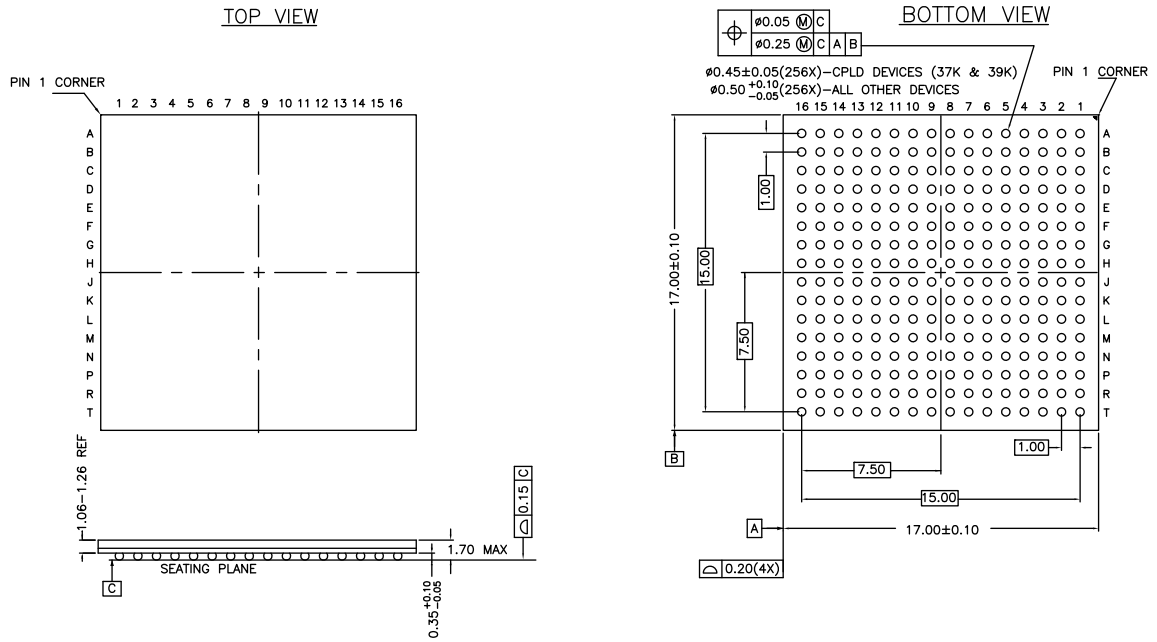 TOP VIEW
PIN 1 CORNER
1 2 3 4 5 6 7 8 9 10 11 12 13 14 15 16
A
B
C
D
E
F
G
H
J
K
L
M
N
P
R
T
1.06-1.26 REF
0.15 C
1.70 MAX
SEATING PLANE
C
0.35 +0.10 -0.05
BOTTOM VIEW
ø0.05 Ⓜ C
ø0.25 Ⓜ C A B
ø0.45±0.05(256X)-CPLD DEVICES (37K & 39K)
ø0.50 +0.10 -0.05 (256X)-ALL OTHER DEVICES
PIN 1 CORNER
16 15 14 13 12 11 10 9 8 7 6 5 4 3 2 1
A
B
C
D
E
F
G
H
J
K
L
M
N
P
R
T
1.00
15.00
17.00±0.10
7.50
B
1.00
7.50
15.00
A
17.00±0.10
0.20(4X)